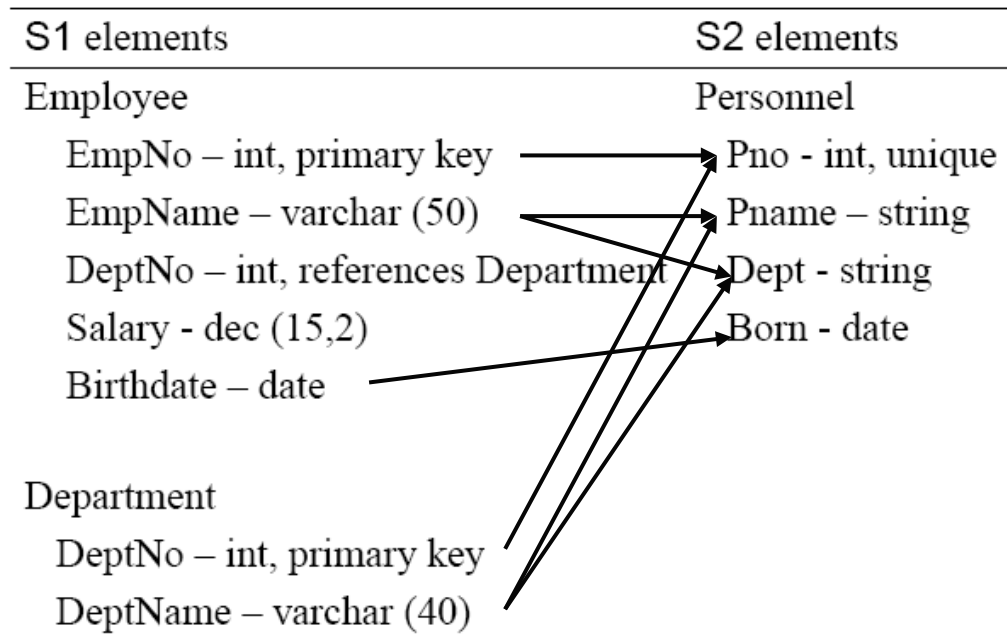 S1 elements S2 elements
Employee Personnel
EmpNo – int, primary key Pno - int, unique
EmpName – varchar (50) Pname – string
DeptNo – int, references Department Dept - string
Salary - dec (15,2) Born - date
Birthdate – date
Department
DeptNo – int, primary key
DeptName – varchar (40)